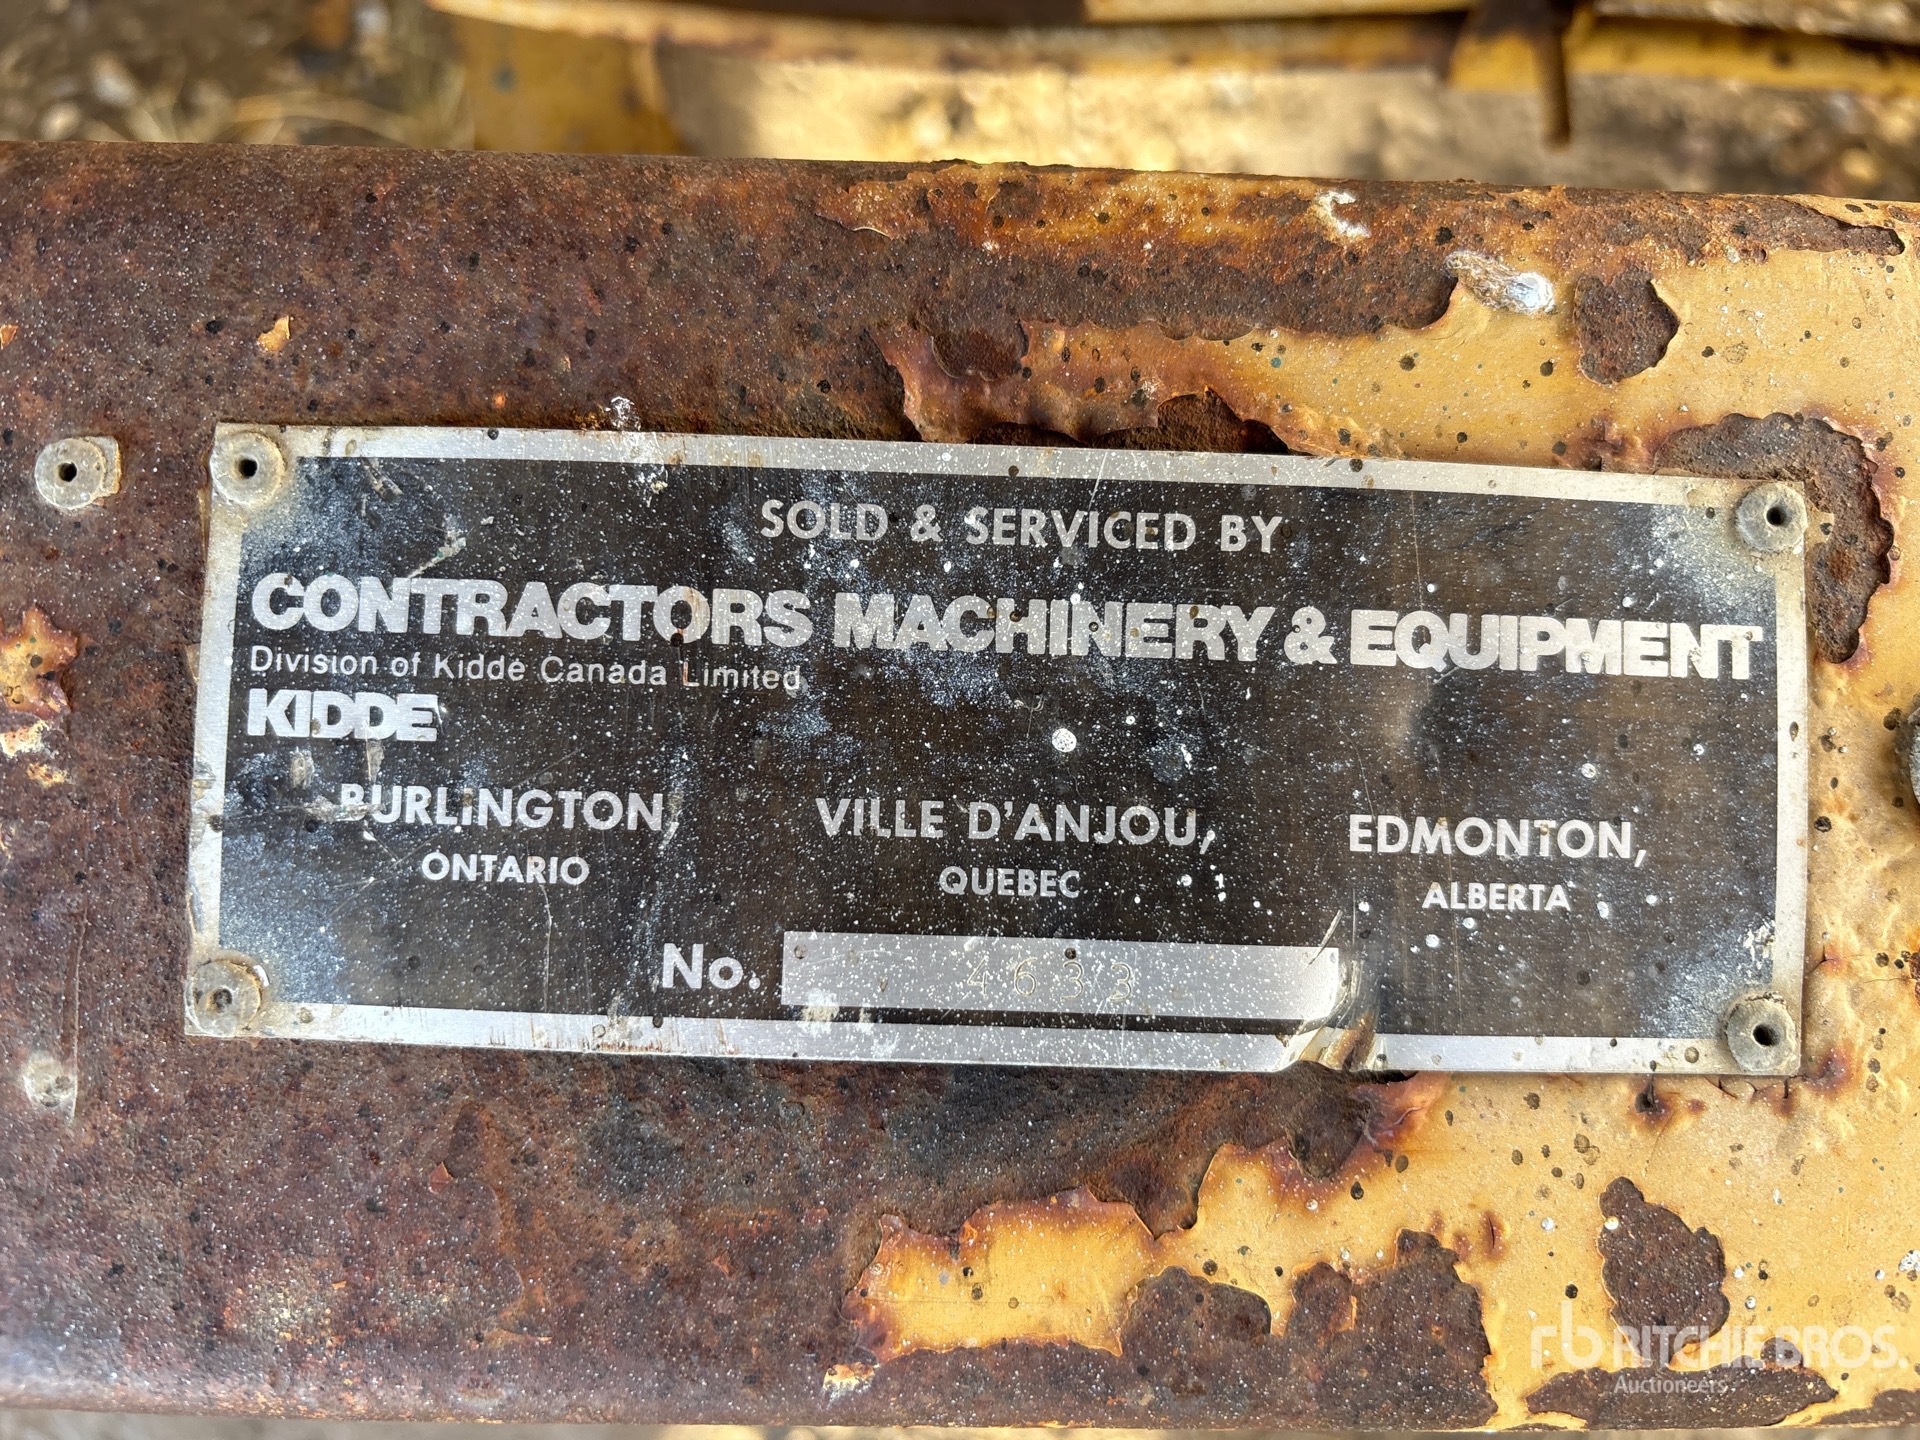 SOLD & SERVICED BY
CONTRACTORS MACHINERY & EQUIPMENT
Division of Kidde Canada Limited
KIDDE
BURLINGTON,
ONTARIO
VILLE D'ANJOU,
QUEBEC
EDMONTON,
ALBERTA
No. 4633
rb RITCHIE BROS.
Auctioneers